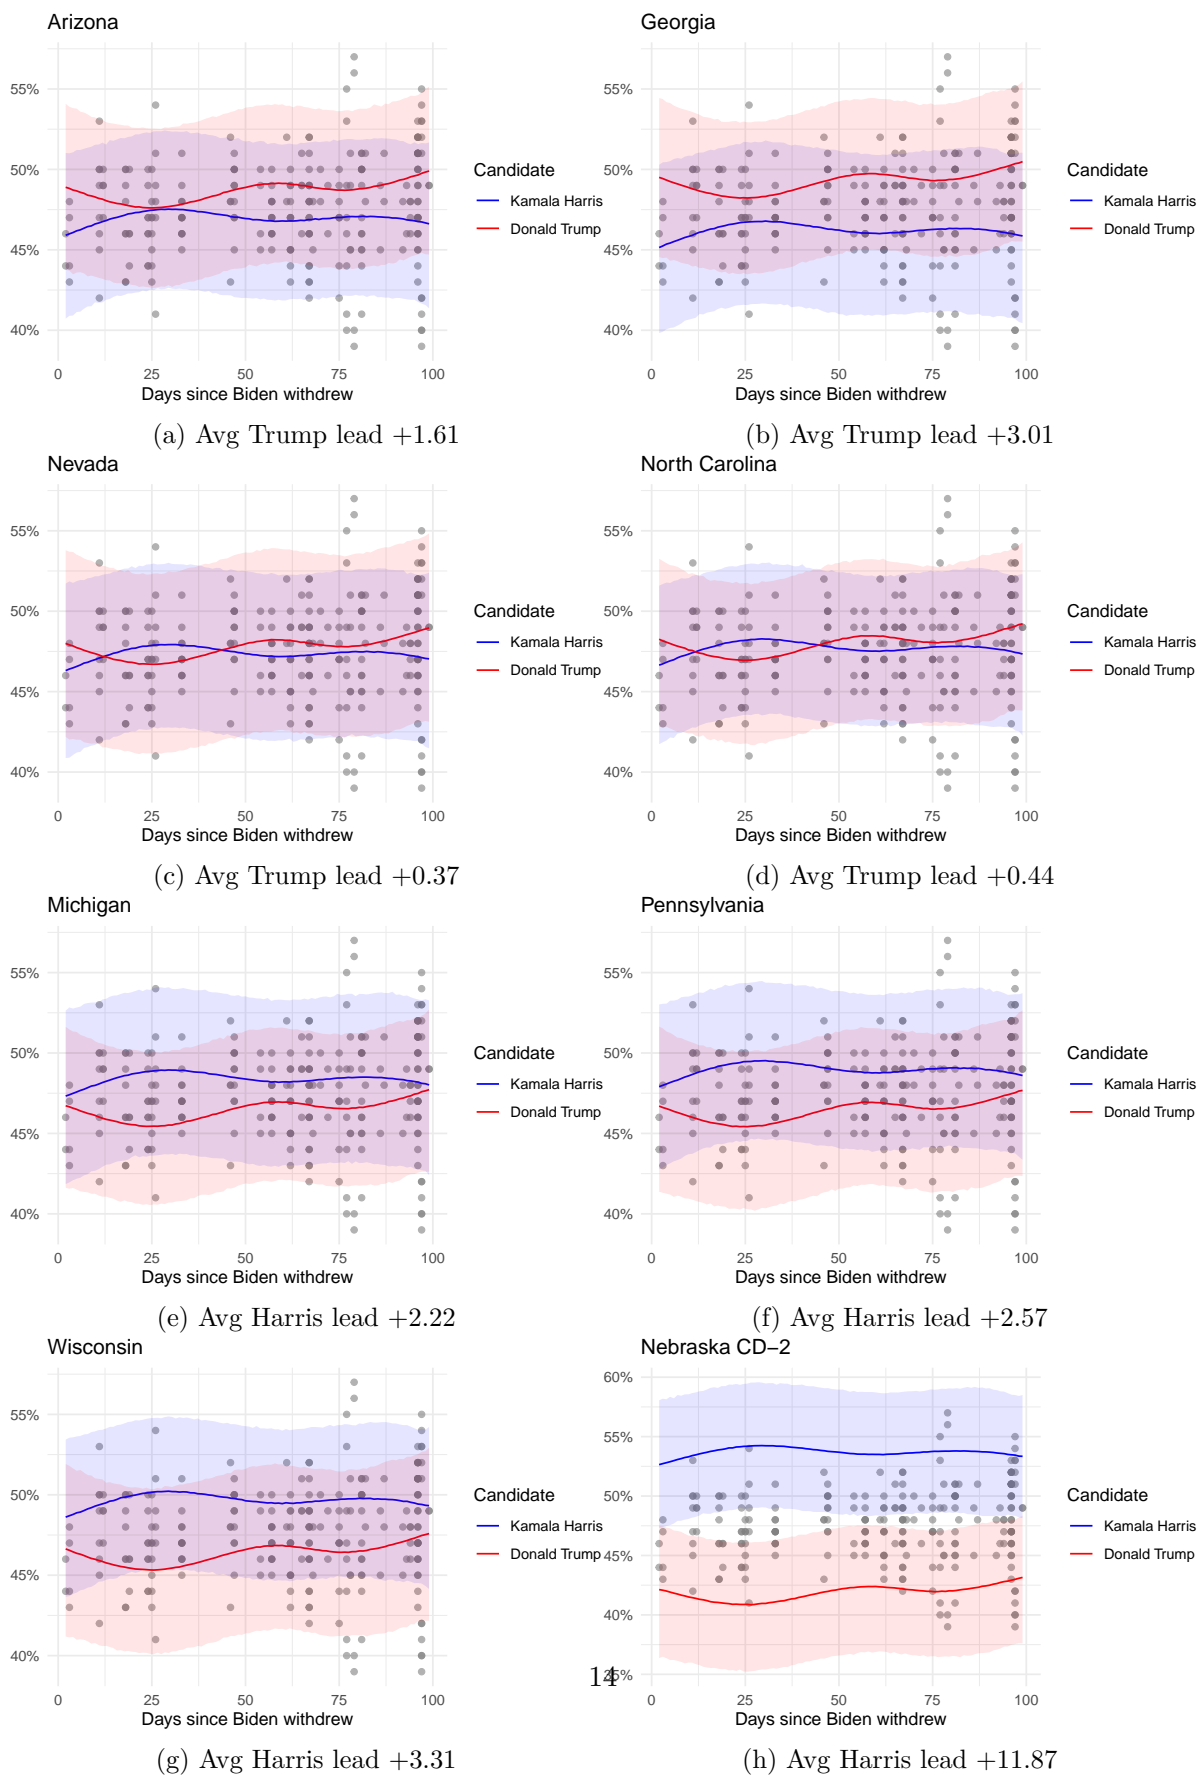 Arizona
55%
50%
45%
40%
0 25 50 75 100
Days since Biden withdrew
Candidate
Kamala Harris
Donald Trump
(a) Avg Trump lead +1.61
Georgia
55%
50%
45%
40%
0 25 50 75 100
Days since Biden withdrew
Candidate
Kamala Harris
Donald Trump
(b) Avg Trump lead +3.01
Nevada
55%
50%
45%
40%
0 25 50 75 100
Days since Biden withdrew
Candidate
Kamala Harris
Donald Trump
(c) Avg Trump lead +0.37
North Carolina
55%
50%
45%
40%
0 25 50 75 100
Days since Biden withdrew
Candidate
Kamala Harris
Donald Trump
(d) Avg Trump lead +0.44
Michigan
55%
50%
45%
40%
0 25 50 75 100
Days since Biden withdrew
Candidate
Kamala Harris
Donald Trump
(e) Avg Harris lead +2.22
Pennsylvania
55%
50%
45%
40%
0 25 50 75 100
Days since Biden withdrew
Candidate
Kamala Harris
Donald Trump
(f) Avg Harris lead +2.57
Wisconsin
55%
50%
45%
40%
0 25 50 75 100
Days since Biden withdrew
Candidate
Kamala Harris
Donald Trump
(g) Avg Harris lead +3.31
Nebraska CD−2
60%
55%
50%
45%
40%
35%
0 25 50 75 100
Days since Biden withdrew
Candidate
Kamala Harris
Donald Trump
(h) Avg Harris lead +11.87
14